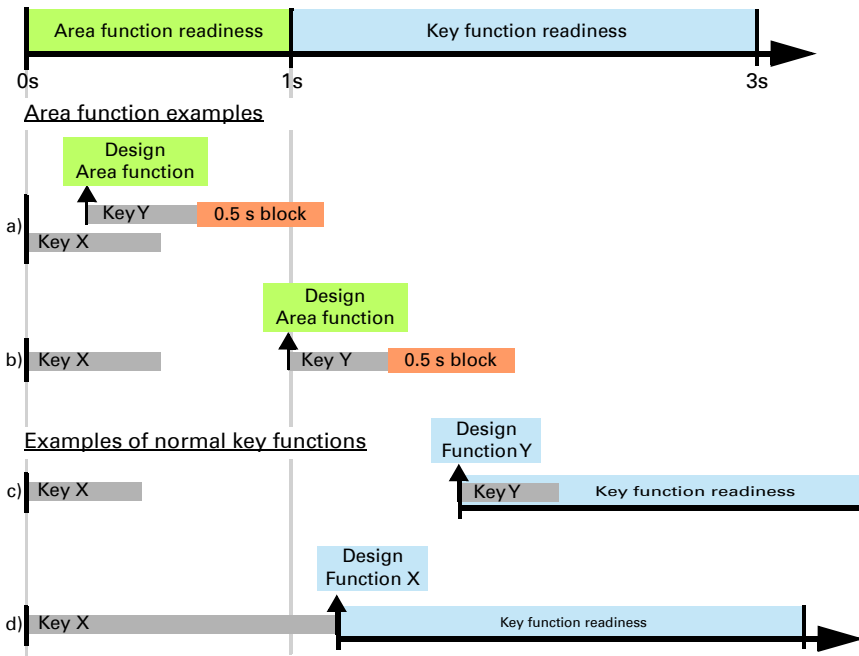 Area function readiness
Key function readiness
0s
1s
3s
Area function examples
Design
Area function
a)
Key Y
0.5 s block
Key X
Design
Area function
b)
Key X
Key Y
0.5 s block
Examples of normal key functions
Design
Function Y
c)
Key X
Key Y
Key function readiness
Design
Function X
d)
Key X
Key function readiness